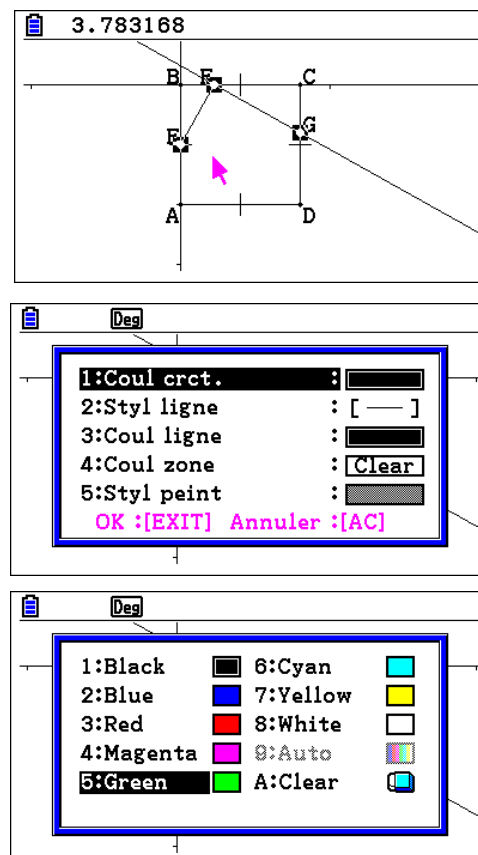 3.783168
B F C
E G
A D
Deg
1:Coul crct. :
2:Styl ligne :[ — ]
3:Coul ligne :
4:Coul zone :Clear
5:Styl peint :
OK :[EXIT] Annuler :[AC]
Deg
1:Black 6:Cyan
2:Blue 7:Yellow
3:Red 8:White
4:Magenta 9:Auto
5:Green A:Clear